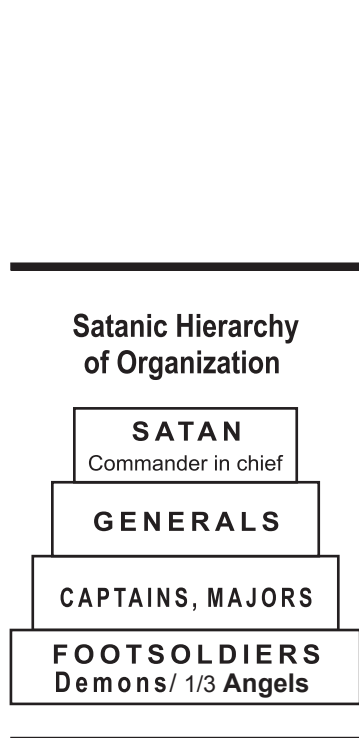 Satanic Hierarchy
of Organization
SATAN
Commander in chief
GENERALS
CAPTAINS, MAJORS
FOOTSOLDIERS
Demons/ 1/3 Angels